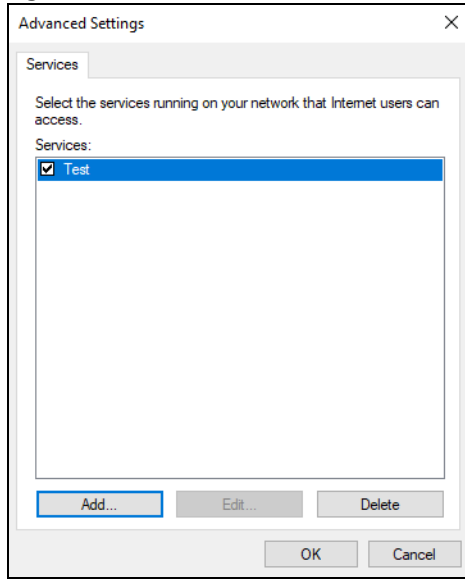 Advanced Settings
Services
Select the services running on your network that Internet users can
access.
Services:
Test
Add...
Edit...
Delete
OK
Cancel